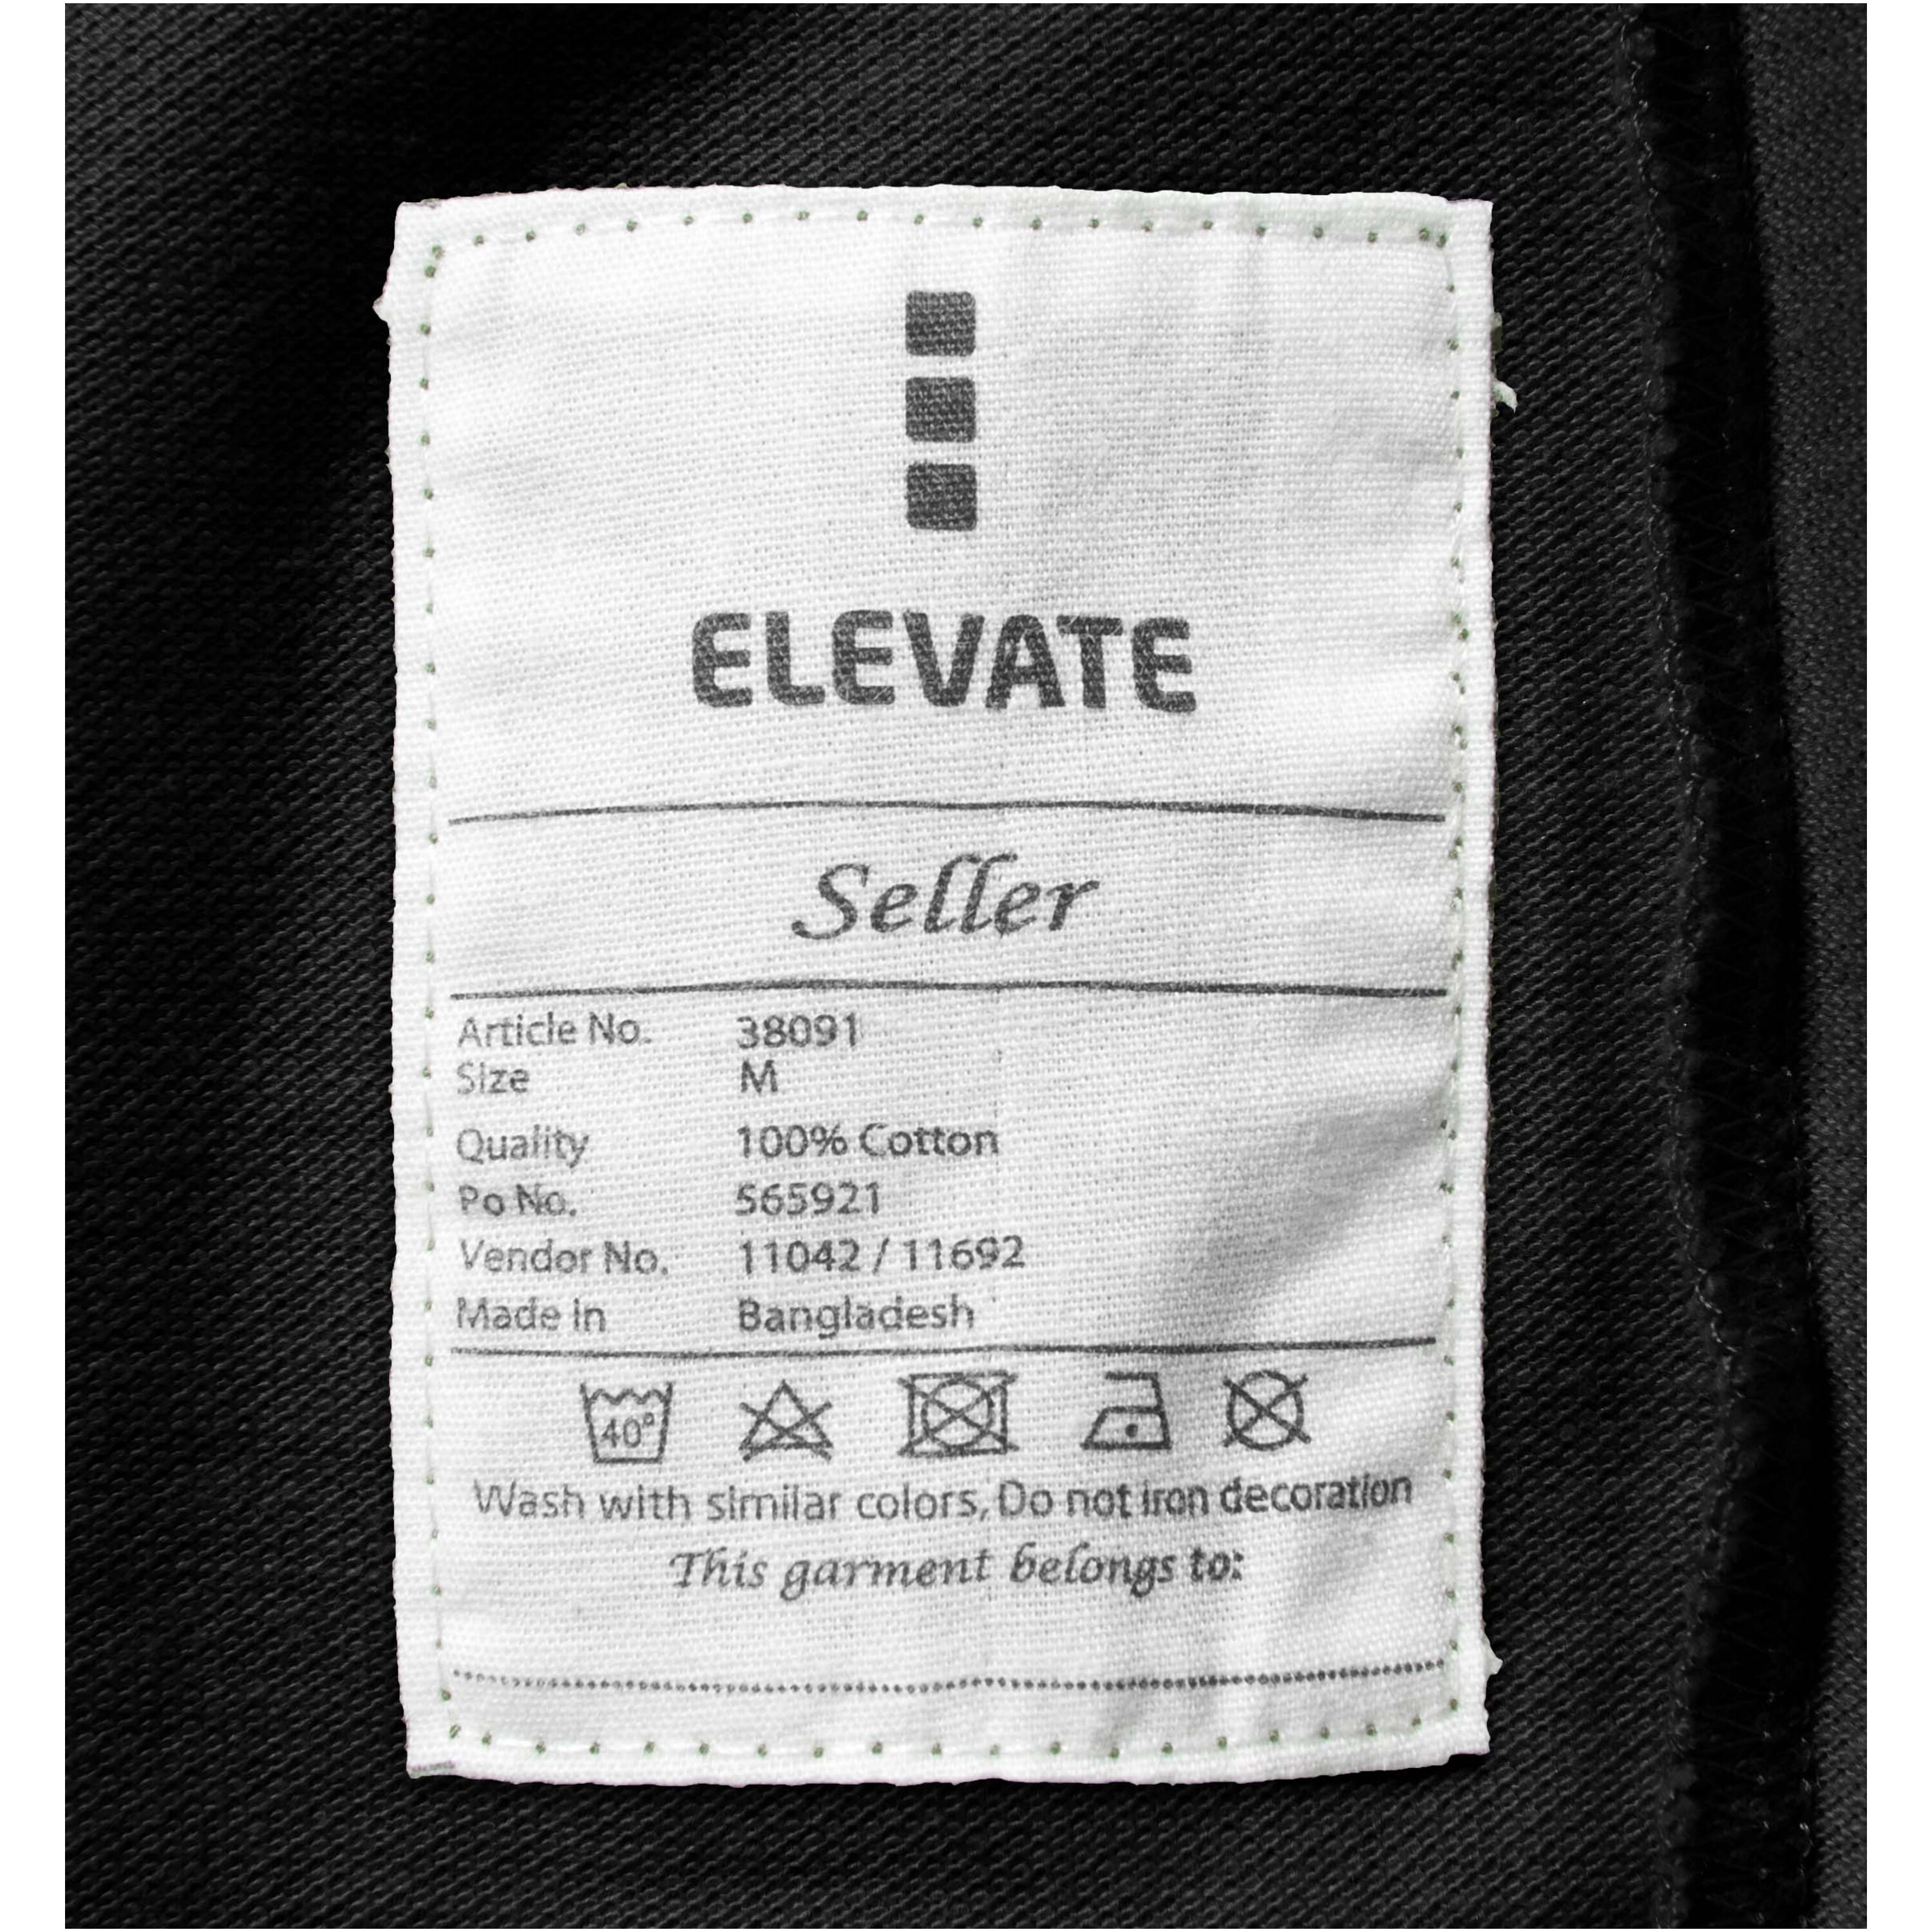 ELEVATE
Seller
Article No. 38091
Size M
Quality 100% Cotton
Po No. 565921
Vendor No. 11042 / 11692
Made in Bangladesh
40°
Wash with similar colors, Do not iron decoration
This garment belongs to: